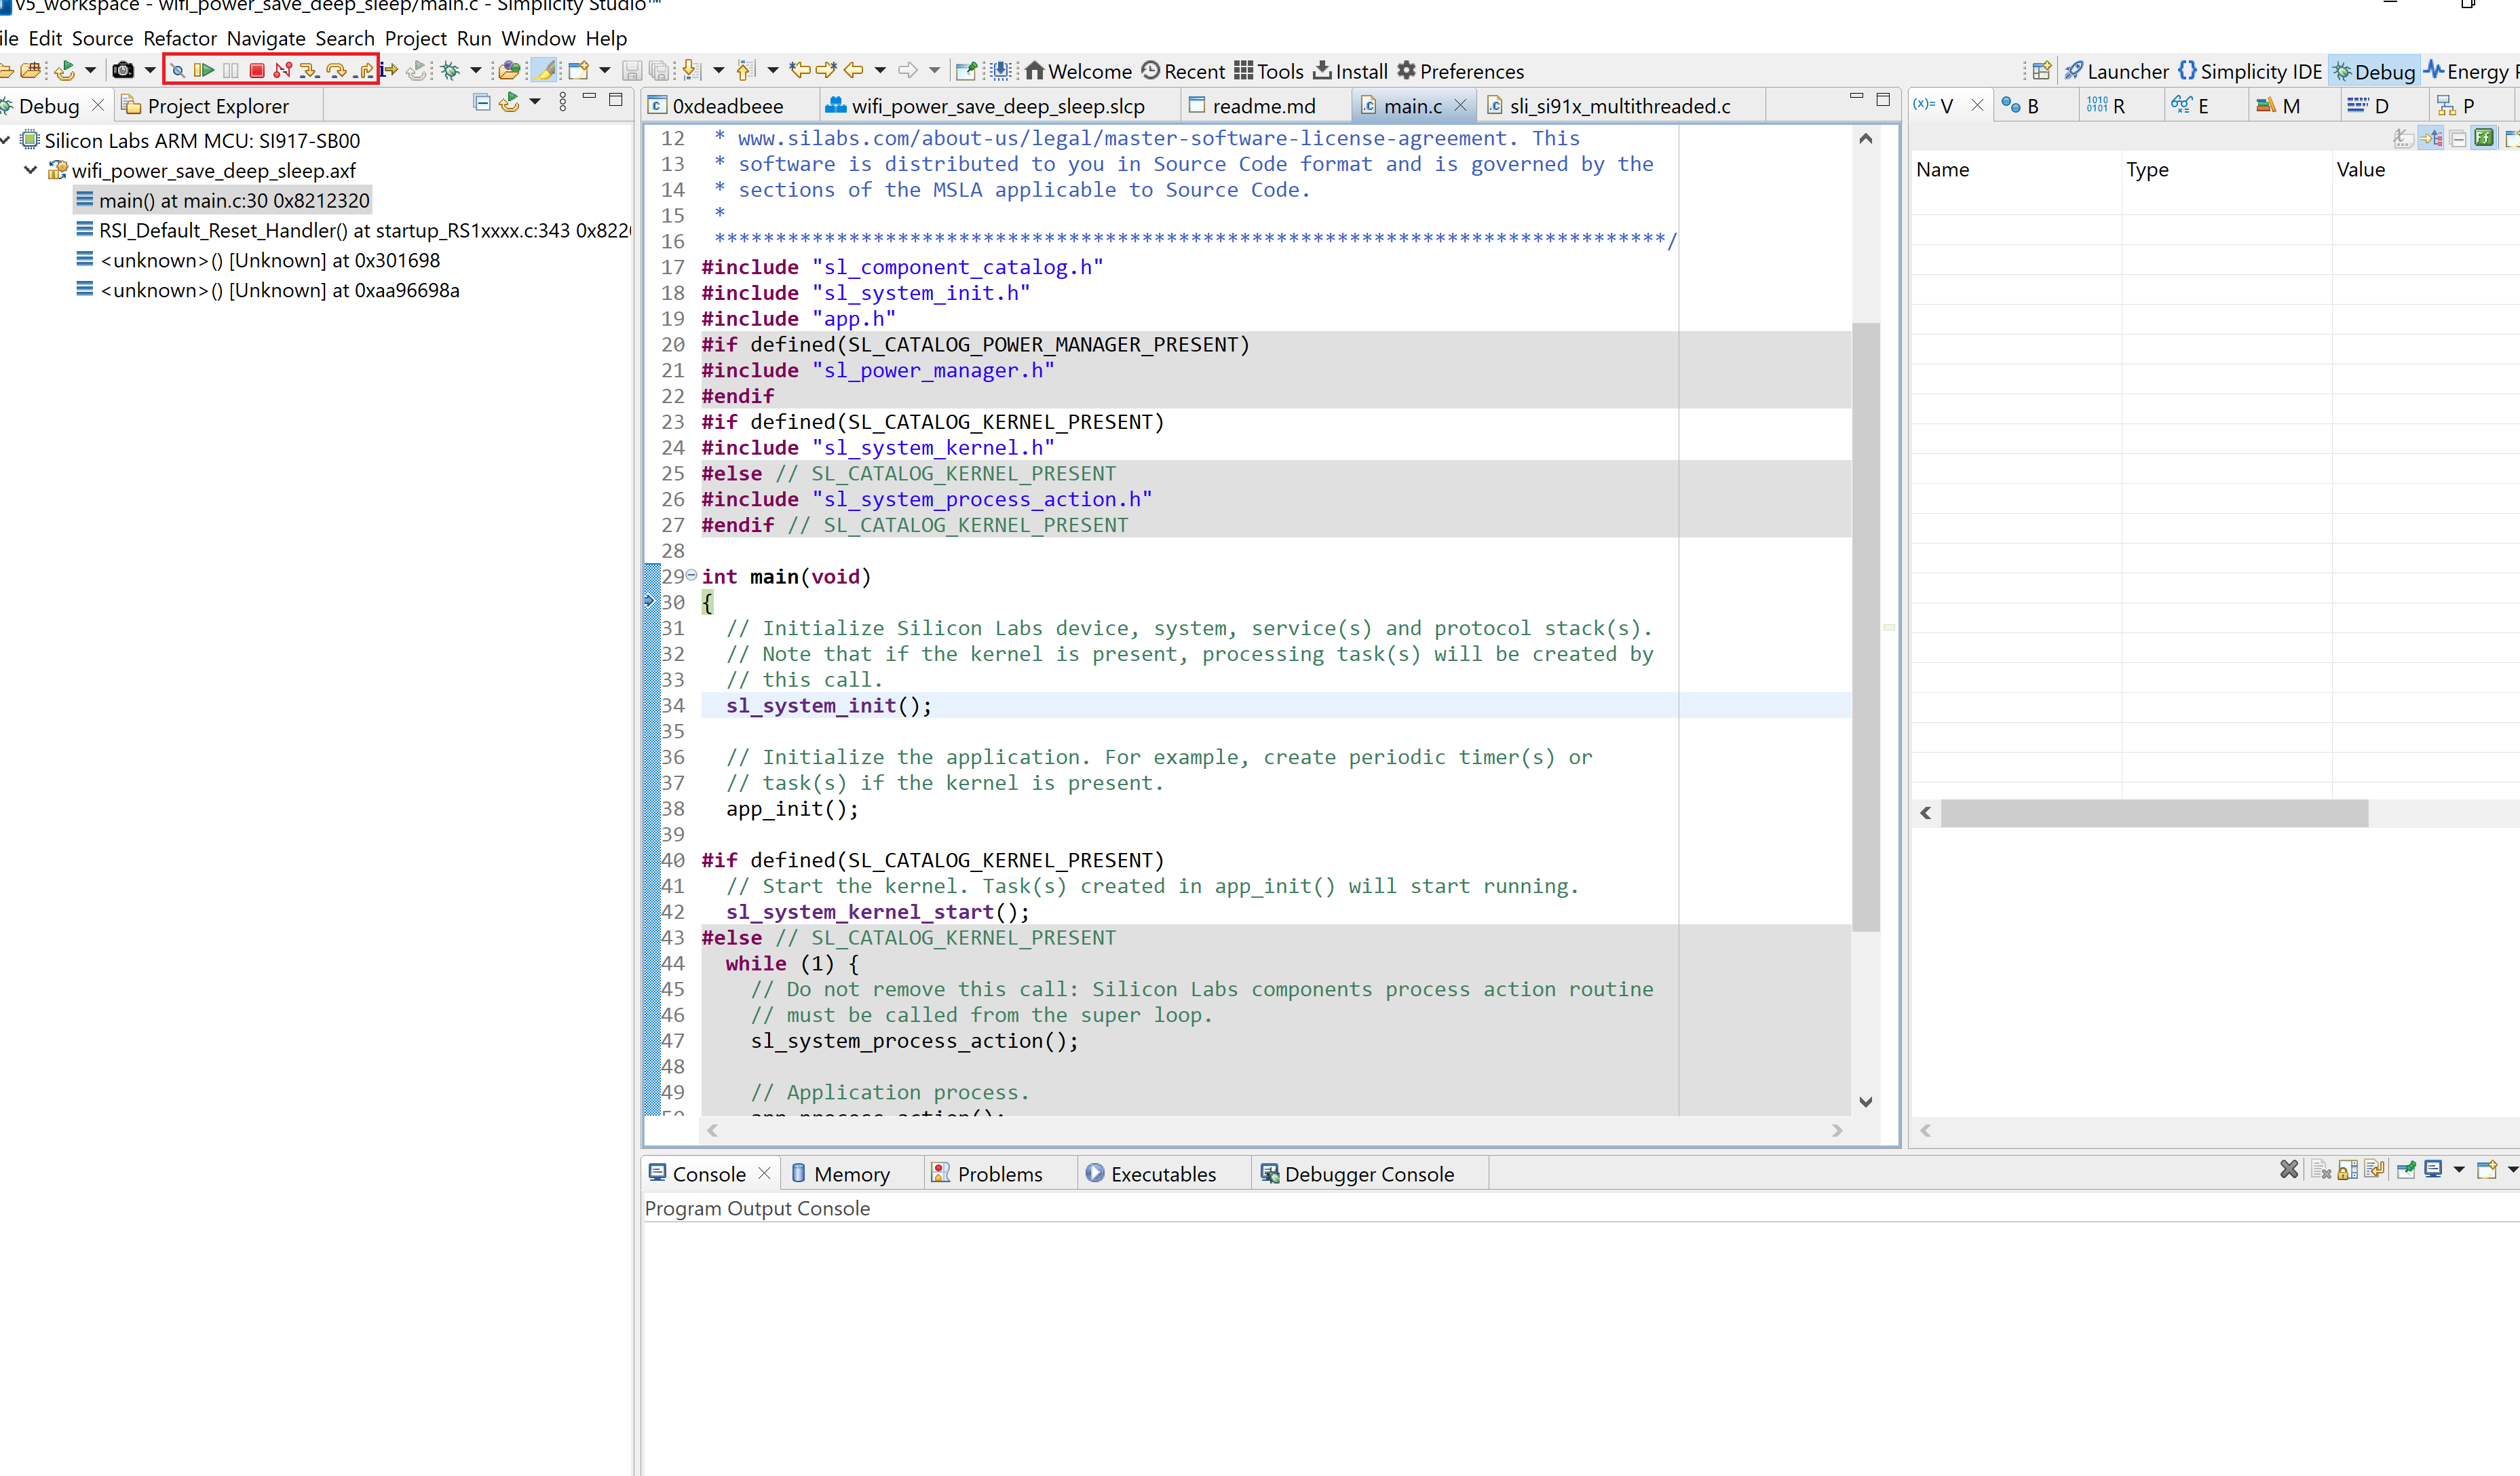 v5_workspace - wifi_power_save_deep_sleep/main.c - Simplicity Studio™
ile Edit Source Refactor Navigate Search Project Run Window Help
Welcome Recent Tools Install Preferences
Launcher Simplicity IDE Debug Energy P
Debug Project Explorer
Silicon Labs ARM MCU: SI917-SB00
wifi_power_save_deep_sleep.axf
main() at main.c:30 0x8212320
RSI_Default_Reset_Handler() at startup_RS1xxxx.c:343 0x822
<unknown>() [Unknown] at 0x301698
<unknown>() [Unknown] at 0xaa96698a
0xdeadbeee wifi_power_save_deep_sleep.slcp readme.md main.c sli_si91x_multithreaded.c
12 * www.silabs.com/about-us/legal/master-software-license-agreement. This
13 * software is distributed to you in Source Code format and is governed by the
14 * sections of the MSLA applicable to Source Code.
15 *
16 ******************************************************************************/
17 #include "sl_component_catalog.h"
18 #include "sl_system_init.h"
19 #include "app.h"
20 #if defined(SL_CATALOG_POWER_MANAGER_PRESENT)
21 #include "sl_power_manager.h"
22 #endif
23 #if defined(SL_CATALOG_KERNEL_PRESENT)
24 #include "sl_system_kernel.h"
25 #else // SL_CATALOG_KERNEL_PRESENT
26 #include "sl_system_process_action.h"
27 #endif // SL_CATALOG_KERNEL_PRESENT
28
29 int main(void)
30 {
31 // Initialize Silicon Labs device, system, service(s) and protocol stack(s).
32 // Note that if the kernel is present, processing task(s) will be created by
33 // this call.
34 sl_system_init();
35
36 // Initialize the application. For example, create periodic timer(s) or
37 // task(s) if the kernel is present.
38 app_init();
39
40 #if defined(SL_CATALOG_KERNEL_PRESENT)
41 // Start the kernel. Task(s) created in app_init() will start running.
42 sl_system_kernel_start();
43 #else // SL_CATALOG_KERNEL_PRESENT
44 while (1) {
45 // Do not remove this call: Silicon Labs components process action routine
46 // must be called from the super loop.
47 sl_system_process_action();
48
49 // Application process.
(x)= V B 1010 0101 R E M D P
Name Type Value
Console Memory Problems Executables Debugger Console
Program Output Console